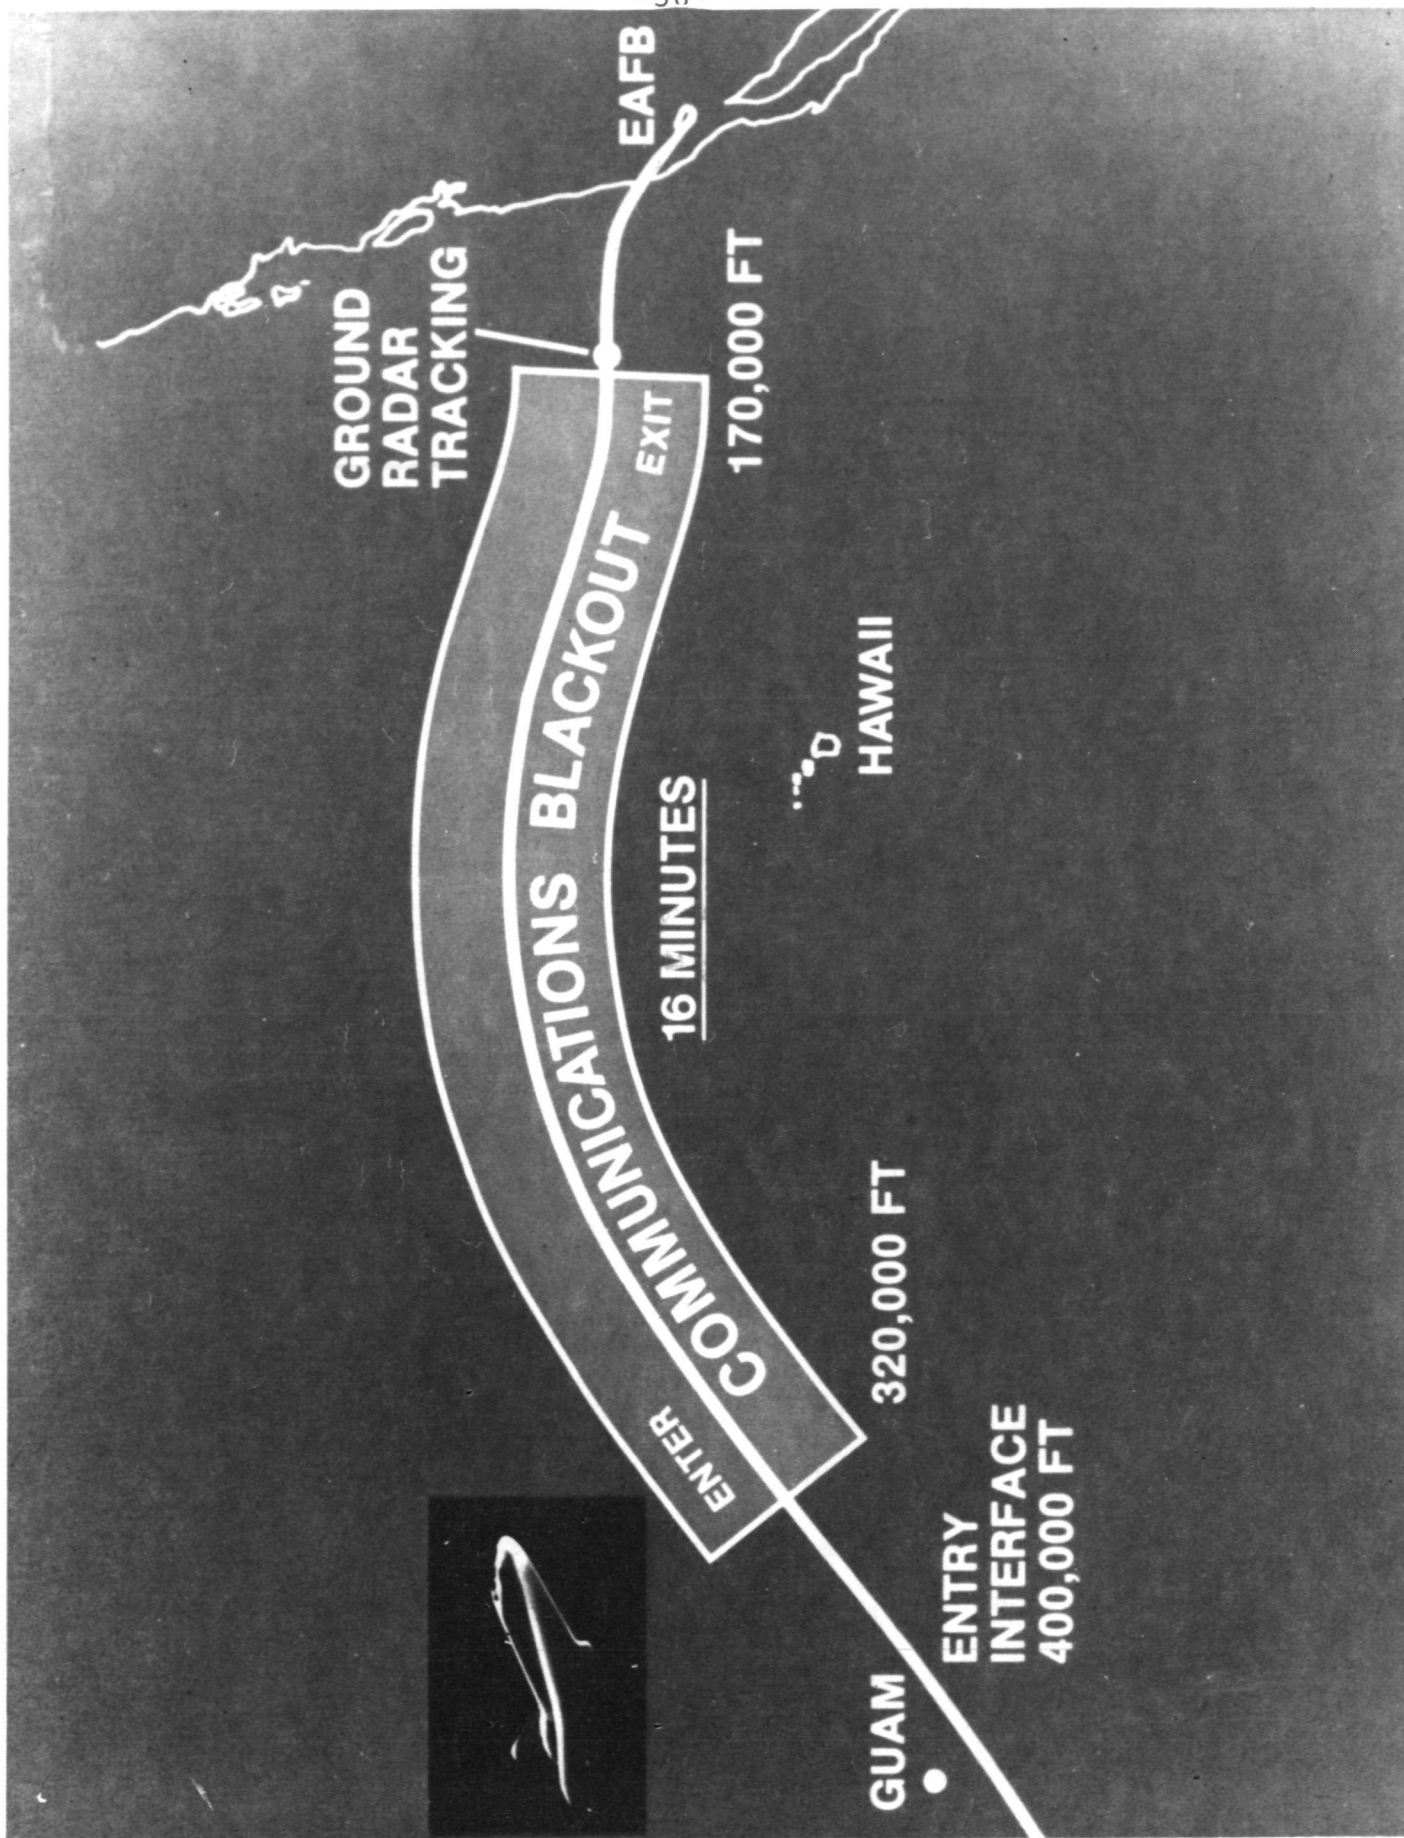 GROUND
RADAR
TRACKING
EAFB
ENTER
COMMUNICATIONS BLACKOUT
EXIT
16 MINUTES
170,000 FT
HAWAII
320,000 FT
GUAM
ENTRY
INTERFACE
400,000 FT